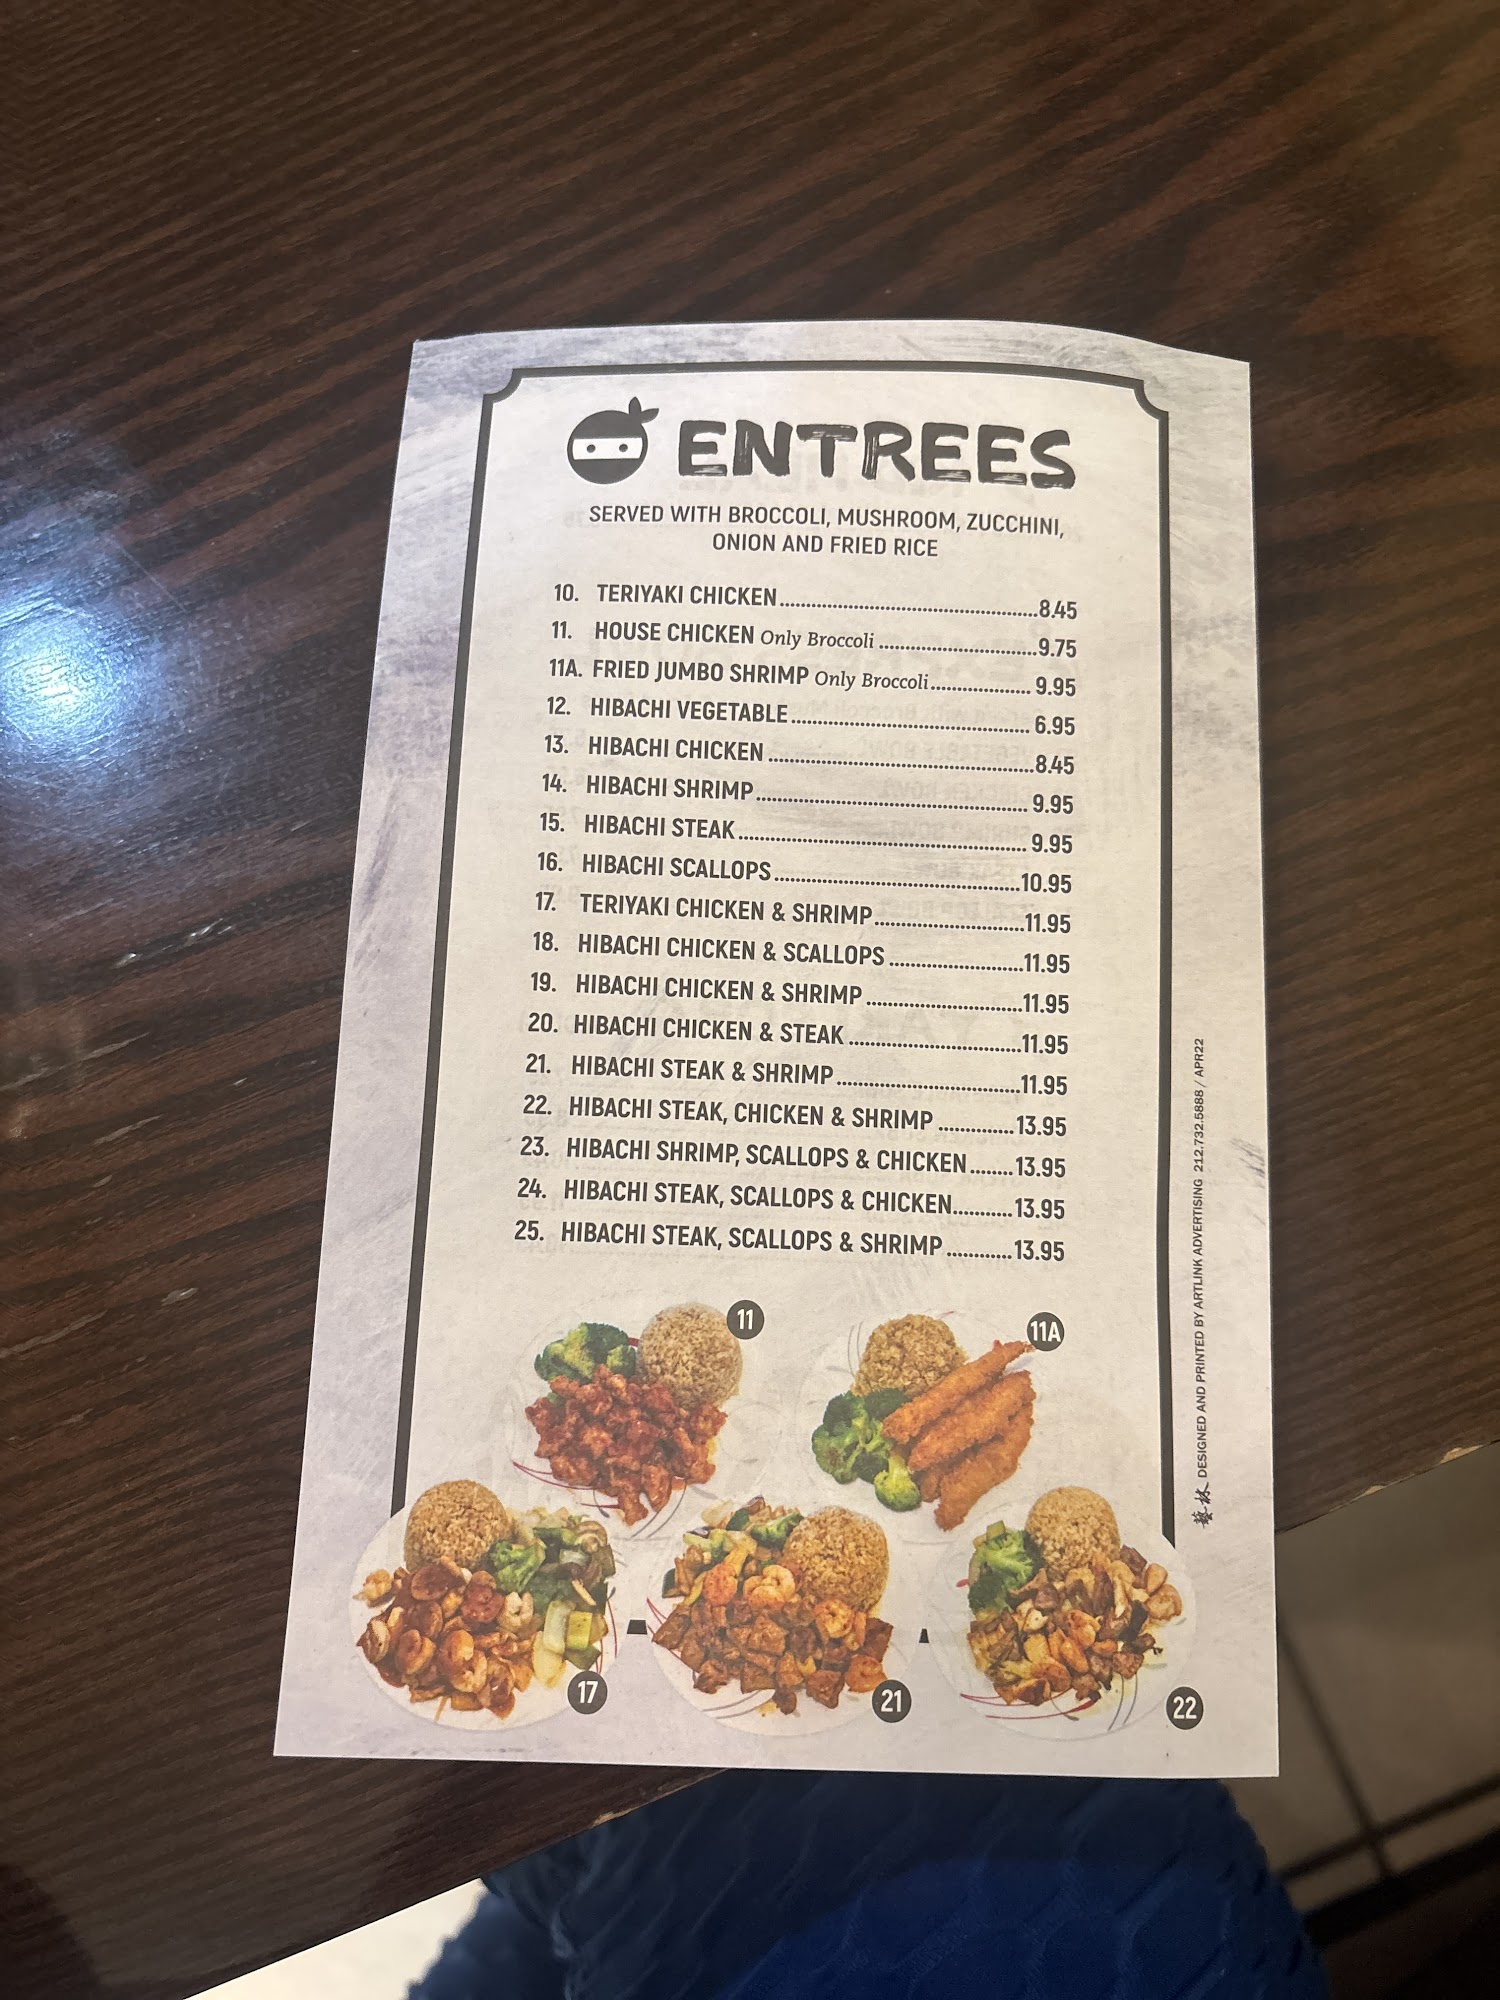 ENTREES
SERVED WITH BROCCOLI, MUSHROOM, ZUCCHINI,
ONION AND FRIED RICE
10. TERIYAKI CHICKEN 8.45
11. HOUSE CHICKEN Only Broccoli 9.75
11A. FRIED JUMBO SHRIMP Only Broccoli 9.95
12. HIBACHI VEGETABLE 6.95
13. HIBACHI CHICKEN 8.45
14. HIBACHI SHRIMP 9.95
15. HIBACHI STEAK 9.95
16. HIBACHI SCALLOPS 10.95
17. TERIYAKI CHICKEN & SHRIMP 11.95
18. HIBACHI CHICKEN & SCALLOPS 11.95
19. HIBACHI CHICKEN & SHRIMP 11.95
20. HIBACHI CHICKEN & STEAK 11.95
21. HIBACHI STEAK & SHRIMP 11.95
22. HIBACHI STEAK, CHICKEN & SHRIMP 13.95
23. HIBACHI SHRIMP, SCALLOPS & CHICKEN 13.95
24. HIBACHI STEAK, SCALLOPS & CHICKEN 13.95
25. HIBACHI STEAK, SCALLOPS & SHRIMP 13.95
11
11A
17
21
22
藝林 DESIGNED AND PRINTED BY ARTLINK ADVERTISING 212.732.5888 / APR22